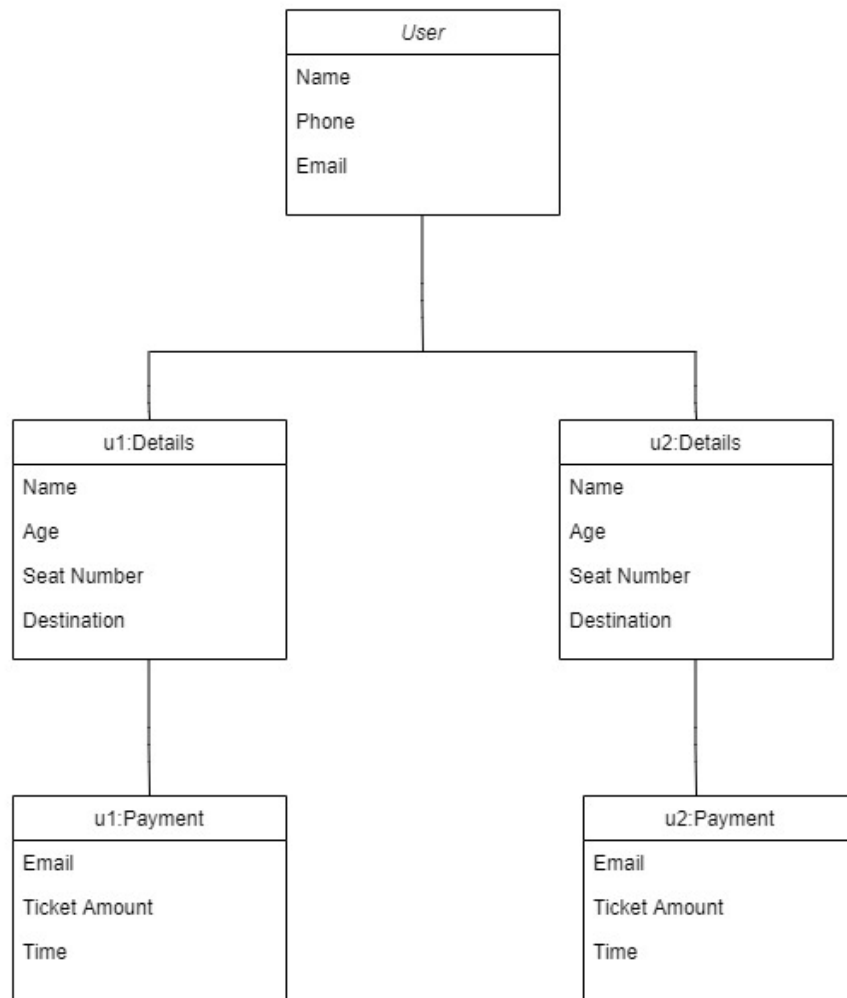 User
Name
Phone
Email
u1:Details
Name
Age
Seat Number
Destination
u2:Details
Name
Age
Seat Number
Destination
u1:Payment
Email
Ticket Amount
Time
u2:Payment
Email
Ticket Amount
Time